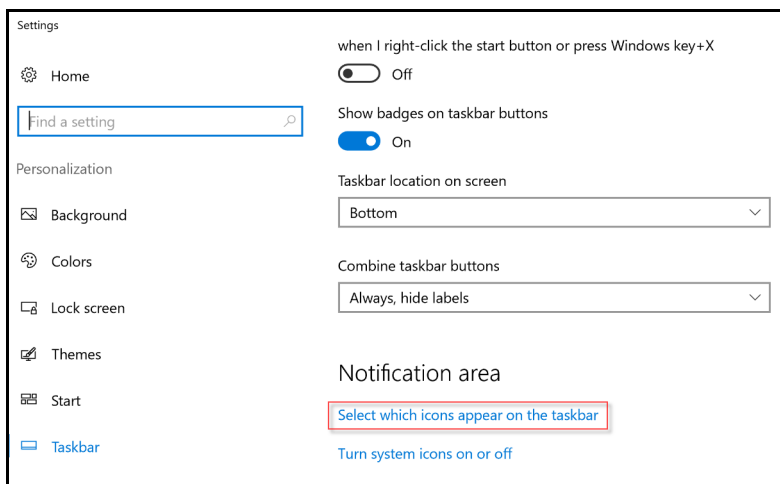 Settings
Home
Find a setting
Personalization
Background
Colors
Lock screen
Themes
Start
Taskbar
when I right-click the start button or press Windows key+X
Off
Show badges on taskbar buttons
On
Taskbar location on screen
Bottom
Combine taskbar buttons
Always, hide labels
Notification area
Select which icons appear on the taskbar
Turn system icons on or off